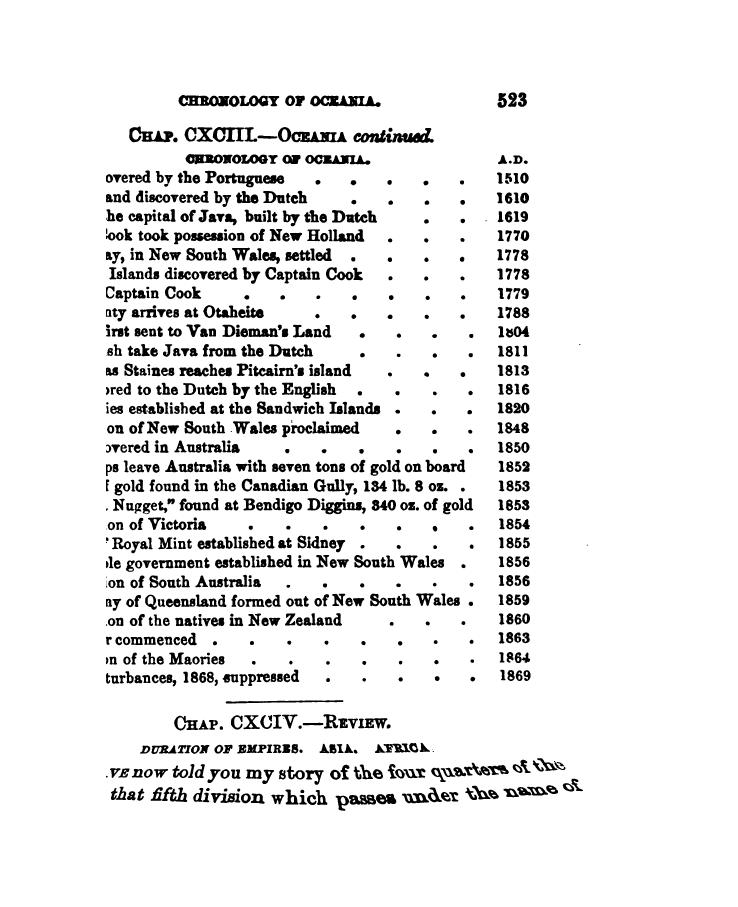 CHRONOLOGY OF OCEANIA. 523
CHAP. CXCIII.—OCEANIA continued.
CHRONOLOGY OF OCEANIA. A.D.
overed by the Portuguese . . . . . 1510
and discovered by the Dutch . . . . 1610
he capital of Java, built by the Dutch . . 1619
ook took possession of New Holland . . . 1770
ay, in New South Wales, settled . . . . 1778
Islands discovered by Captain Cook . . . 1778
Captain Cook . . . . . . . 1779
nty arrives at Otaheite . . . . . 1788
irst sent to Van Dieman's Land . . . . 1804
sh take Java from the Dutch . . . . 1811
as Staines reaches Pitcairn's island . . . 1813
red to the Dutch by the English . . . . 1816
ies established at the Sandwich Islands . . . 1820
on of New South Wales proclaimed . . . 1848
overed in Australia . . . . . . 1850
ps leave Australia with seven tons of gold on board 1852
f gold found in the Canadian Gully, 134 lb. 8 oz. . 1853
Nugget," found at Bendigo Diggins, 340 oz. of gold 1853
on of Victoria . . . . . . . 1854
' Royal Mint established at Sidney . . . . 1855
le government established in New South Wales . 1856
ion of South Australia . . . . . . 1856
ny of Queensland formed out of New South Wales . 1859
on of the natives in New Zealand . . . 1860
r commenced . . . . . . . . 1863
n of the Maories . . . . . . . 1864
turbances, 1868, suppressed . . . . . 1869
CHAP. CXCIV.—REVIEW.
DURATION OF EMPIRES. ASIA. AFRICA.
VE now told you my story of the four quarters of the
that fifth division which passes under the name of